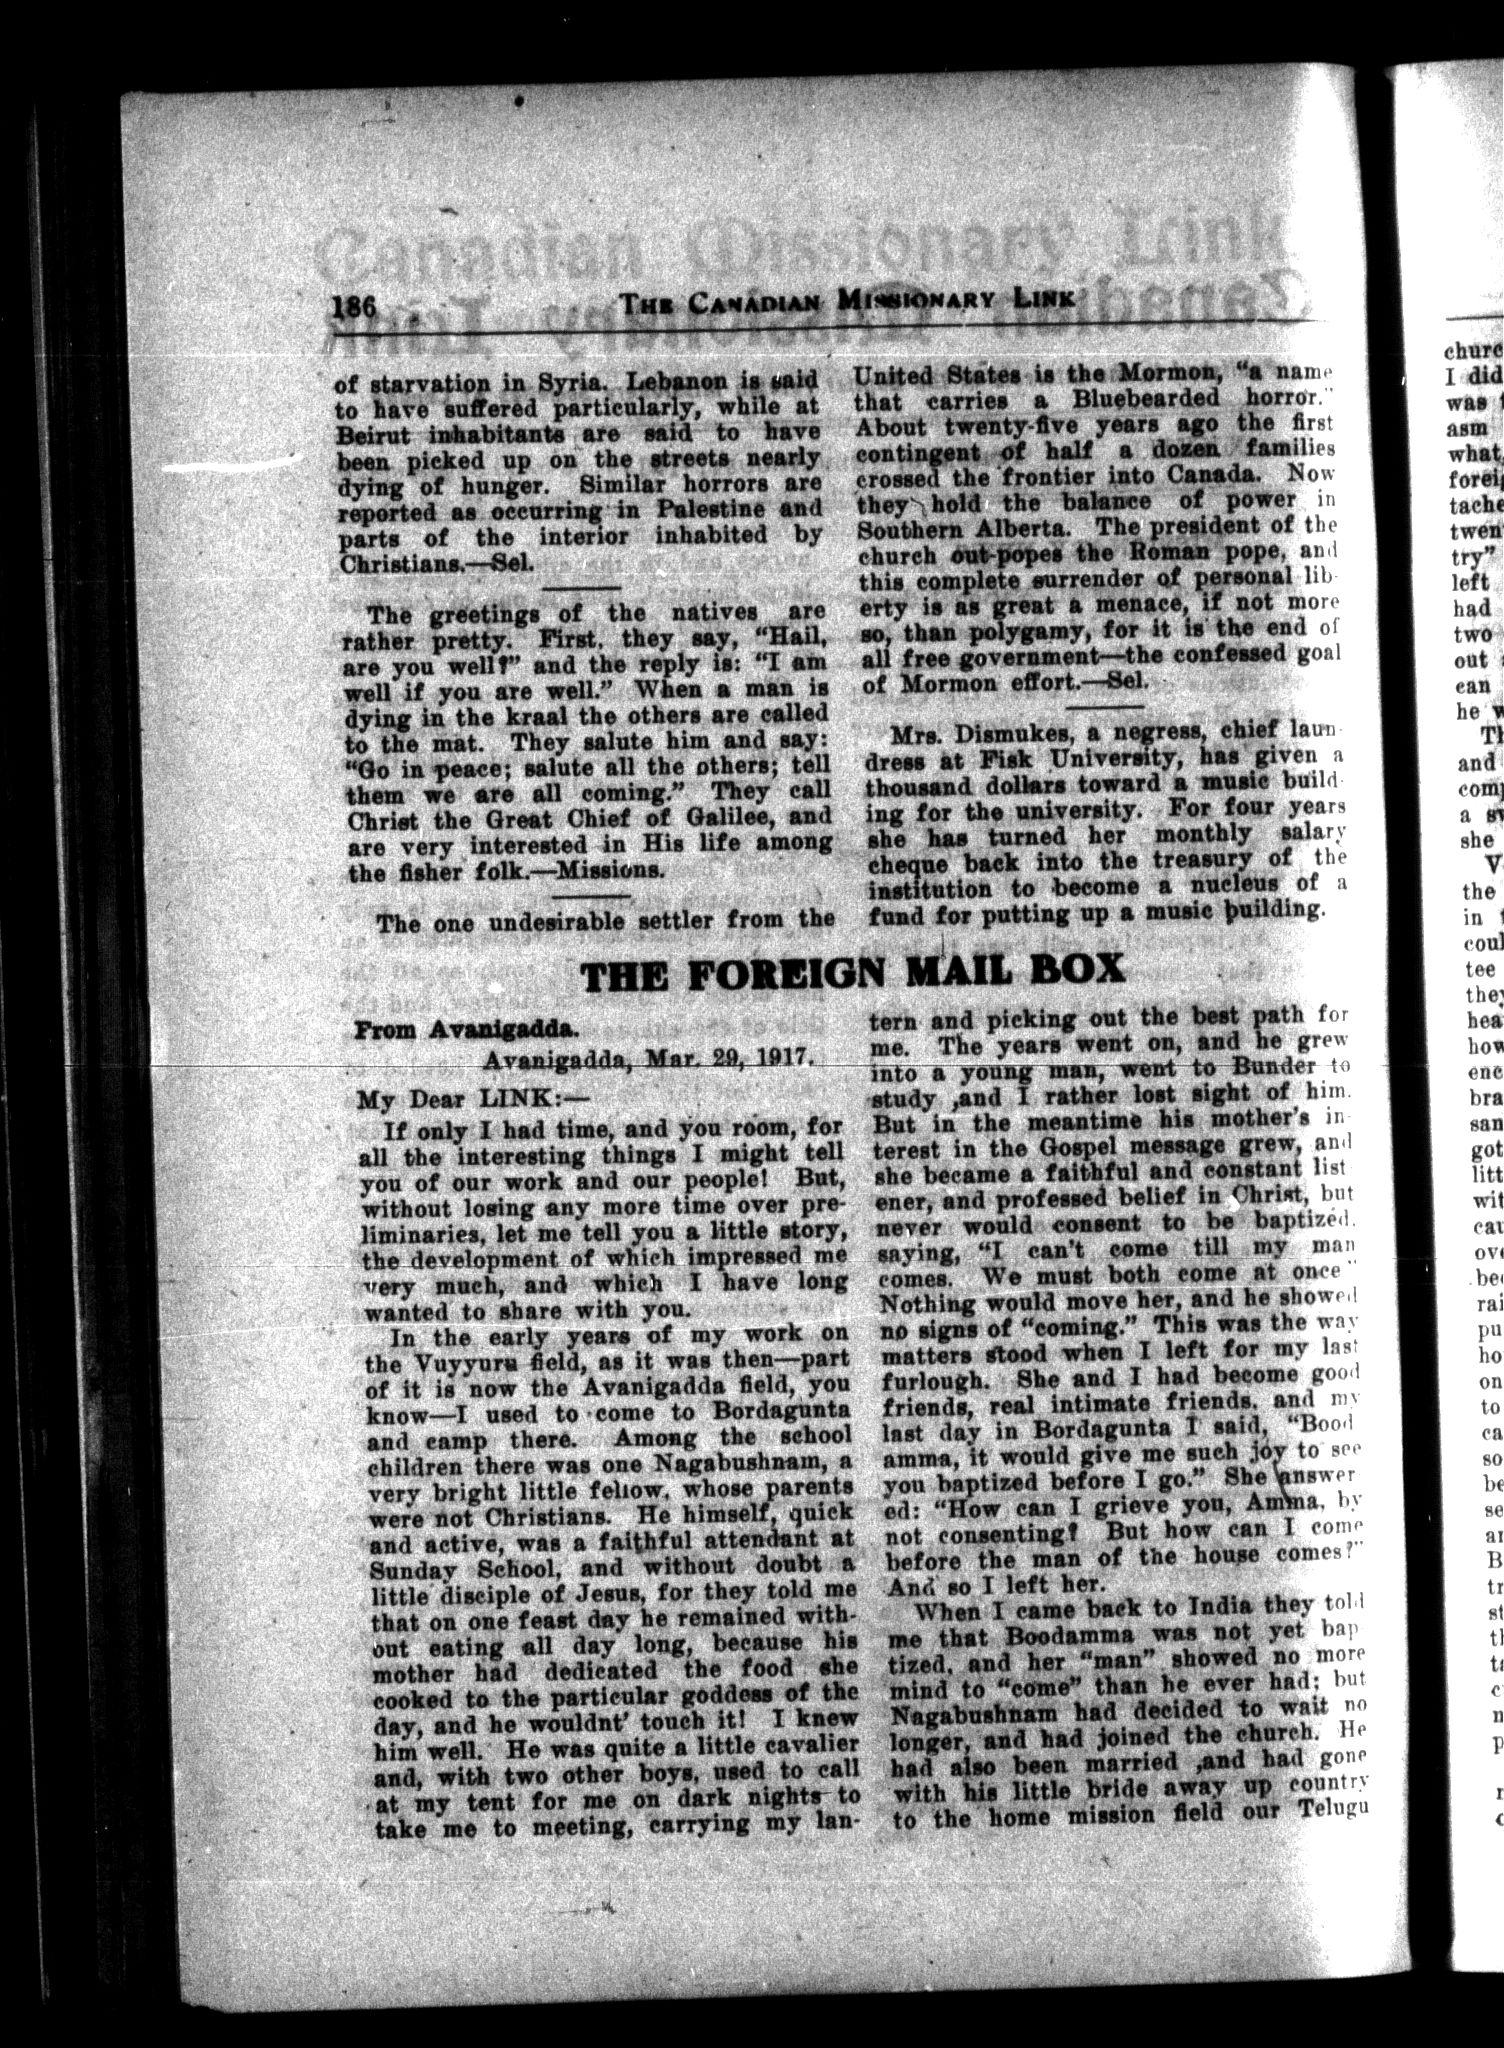 186
THE CANADIAN MISSIONARY LINK
of starvation in Syria. Lebanon is said
to have suffered particularly, while at
Beirut inhabitants are said to have
been picked up on the streets nearly
dying of hunger. Similar horrors are
reported as occurring in Palestine and
parts of the interior inhabited by
Christians.—Sel.
The greetings of the natives are
rather pretty. First, they say, "Hail,
are you well?" and the reply is: "I am
well if you are well." When a man is
dying in the kraal the others are called
to the mat. They salute him and say:
"Go in peace; salute all the others; tell
them we are all coming." They call
Christ the Great Chief of Galilee, and
are very interested in His life among
the fisher folk.—Missions.
The one undesirable settler from the
United States is the Mormon, "a name
that carries a Bluebearded horror."
About twenty-five years ago the first
contingent of half a dozen families
crossed the frontier into Canada. Now
they hold the balance of power in
Southern Alberta. The president of the
church out-popes the Roman pope, and
this complete surrender of personal lib-
erty is as great a menace, if not more
so, than polygamy, for it is the end of
all free government—the confessed goal
of Mormon effort.—Sel.
Mrs. Dismukes, a negress, chief laun-
dress at Fisk University, has given a
thousand dollars toward a music build-
ing for the university. For four years
she has turned her monthly salary
cheque back into the treasury of the
institution to become a nucleus of a
fund for putting up a music building.
THE FOREIGN MAIL BOX
From Avanigadda.
Avanigadda, Mar. 29, 1917.
My Dear LINK:—
If only I had time, and you room, for
all the interesting things I might tell
you of our work and our people! But,
without losing any more time over pre-
liminaries, let me tell you a little story,
the development of which impressed me
very much, and which I have long
wanted to share with you.
In the early years of my work on
the Vuyyuru field, as it was then—part
of it is now the Avanigadda field, you
know—I used to come to Bordagunta
and camp there. Among the school
children there was one Nagabushnam, a
very bright little fellow, whose parents
were not Christians. He himself, quick
and active, was a faithful attendant at
Sunday School, and without doubt a
little disciple of Jesus, for they told me
that on one feast day he remained with-
out eating all day long, because his
mother had dedicated the food she
cooked to the particular goddess of the
day, and he wouldnt' touch it! I knew
him well. He was quite a little cavalier
and, with two other boys, used to call
at my tent for me on dark nights to
take me to meeting, carrying my lan-
tern and picking out the best path for
me. The years went on, and he grew
into a young man, went to Bunder to
study ,and I rather lost sight of him.
But in the meantime his mother's in-
terest in the Gospel message grew, and
she became a faithful and constant list
ener, and professed belief in Christ, but
never would consent to be baptized,
saying, "I can't come till my man
comes. We must both come at once"
Nothing would move her, and he showed
no signs of "coming." This was the way
matters stood when I left for my last
furlough. She and I had become good
friends, real intimate friends, and my
last day in Bordagunta I said, "Bood
amma, it would give me such joy to see
you baptized before I go." She answer
ed: "How can I grieve you, Amma, by
not consenting? But how can I come
before the man of the house comes?"
And so I left her.
When I came back to India they told
me that Boodamma was not yet bap
tized, and her "man" showed no more
mind to "come" than he ever had; but
Nagabushnam had decided to wait no
longer, and had joined the church. He
had also been married ,and had gone
with his little bride away up country
to the home mission field our Telugu